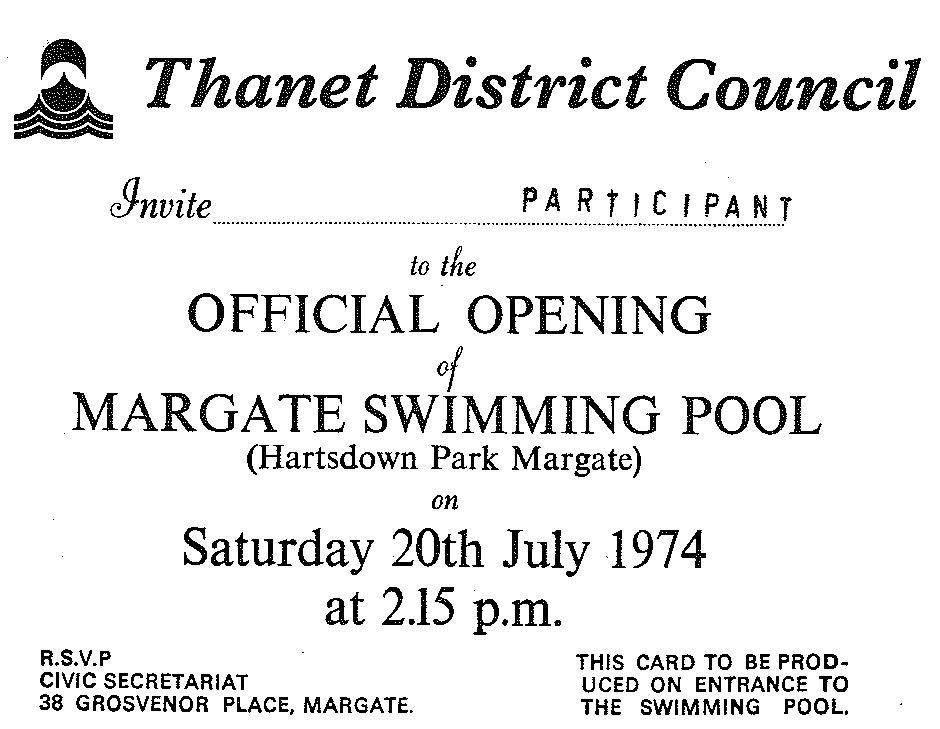 Thanet District Council
Invite PARTICIPANT
to the
OFFICIAL OPENING
of
MARGATE SWIMMING POOL
(Hartsdown Park Margate)
on
Saturday 20th July 1974
at 2.15 p.m.
R.S.V.P
CIVIC SECRETARIAT
38 GROSVENOR PLACE, MARGATE.
THIS CARD TO BE PROD-
UCED ON ENTRANCE TO
THE SWIMMING POOL.